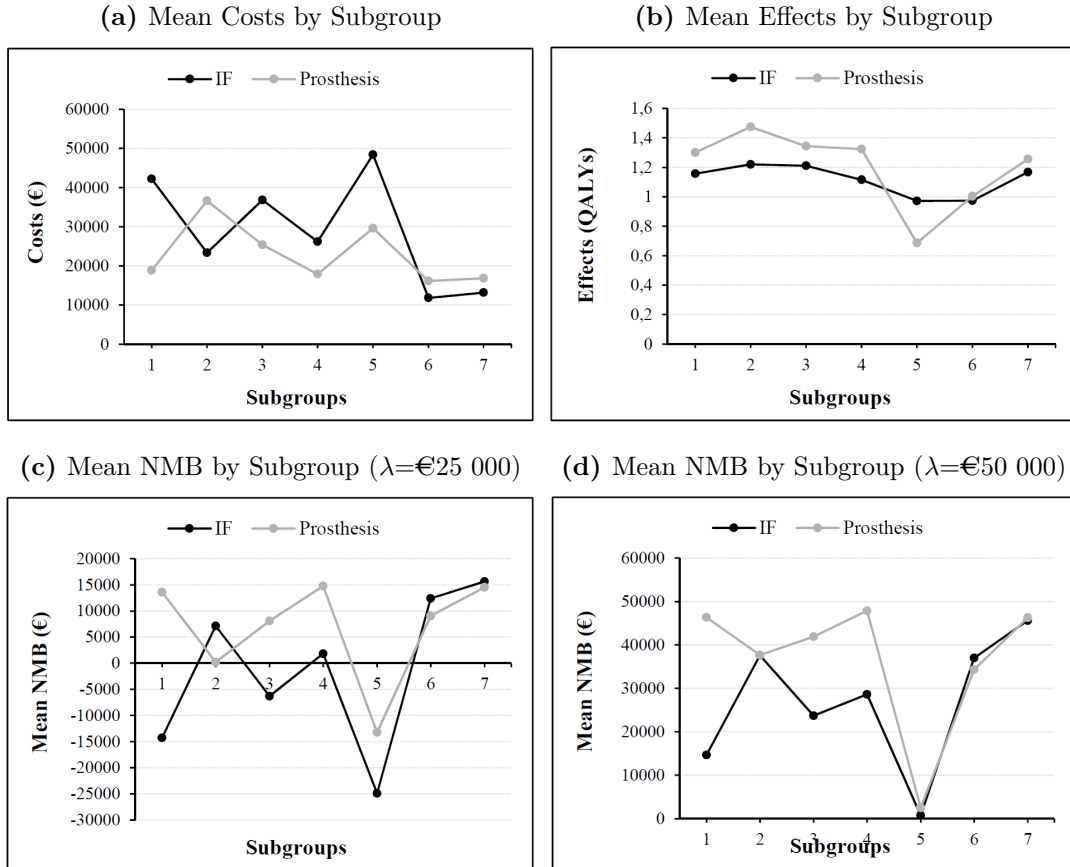 (a) Mean Costs by Subgroup
IF Prosthesis
Costs (€)
60000
50000
40000
30000
20000
10000
0
1 2 3 4 5 6 7
Subgroups
(b) Mean Effects by Subgroup
IF Prosthesis
Effects (QALYs)
1,6
1,4
1,2
1
0,8
0,6
0,4
0,2
0
1 2 3 4 5 6 7
Subgroups
(c) Mean NMB by Subgroup (λ=€25 000)
IF Prosthesis
Mean NMB (€)
20000
15000
10000
5000
0
-5000
-10000
-15000
-20000
-25000
-30000
1 2 3 4 5 6 7
Subgroups
(d) Mean NMB by Subgroup (λ=€50 000)
IF Prosthesis
Mean NMB (€)
60000
50000
40000
30000
20000
10000
0
1 2 3 4 5 6 7
Subgroups